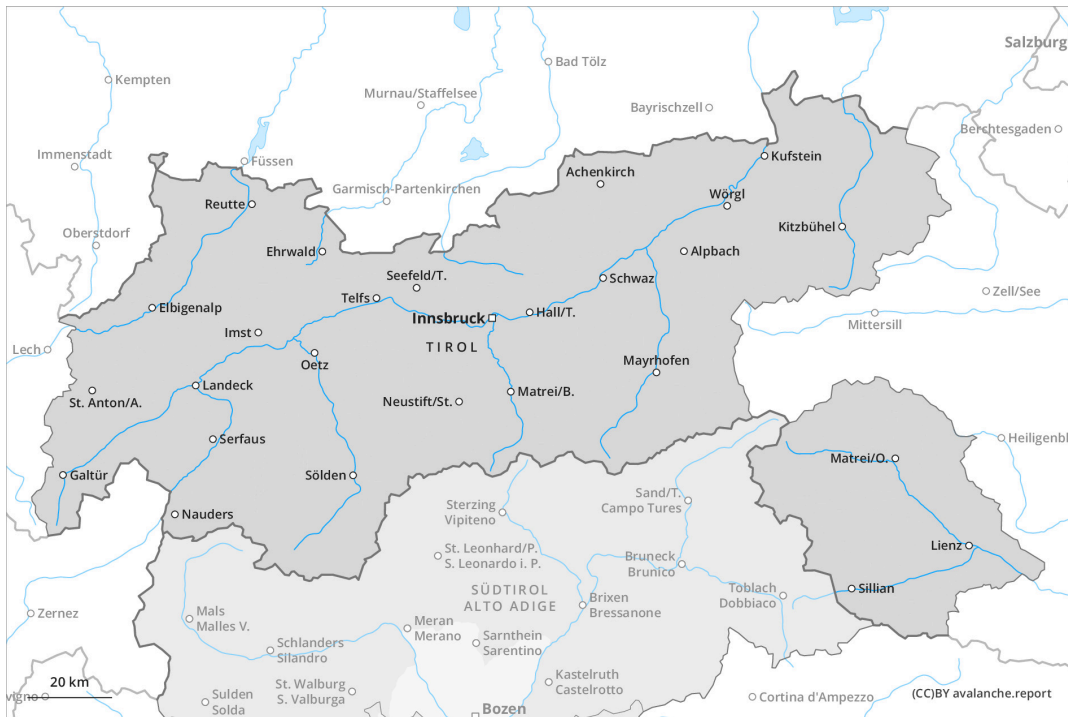 Salzburg
Bad Tölz
Kempten
Murnau/Staffelsee
Bayrischzell
Berchtesgaden
Immenstadt
Füssen
Kufstein
Achenkirch
Garmisch-Partenkirchen
Reutte
Wörgl
Oberstdorf
Kitzbühel
Ehrwald
Alpbach
Seefeld/T.
Schwaz
Zell/See
Telfs
Elbigenalp
Innsbruck
Hall/T.
Mittersill
Imst
TIROL
Lech
Oetz
Mayrhofen
Landeck
St. Anton/A.
Neustift/St.
Matrei/B.
Serfaus
Heiligenbl
Matrei/O.
Galtür
Sölden
Sand/T.
Campo Tures
Sterzing
Vipiteno
Nauders
Lienz
St. Leonhard/P.
S. Leonardo i. P.
Bruneck
Brunico
SÜDTIROL
ALTO ADIGE
Toblach
Dobbiaco
Sillian
Zernez
Brixen
Bressanone
Mals
Malles V.
Meran
Merano
Sarnthein
Sarentino
Schlanders
Silandro
Kastelruth
Castelrotto
20 km
St. Walburg
S. Valburga
vigno
Sulden
Solda
Cortina d'Ampezzo
(CC)BY avalanche.report
Bozen